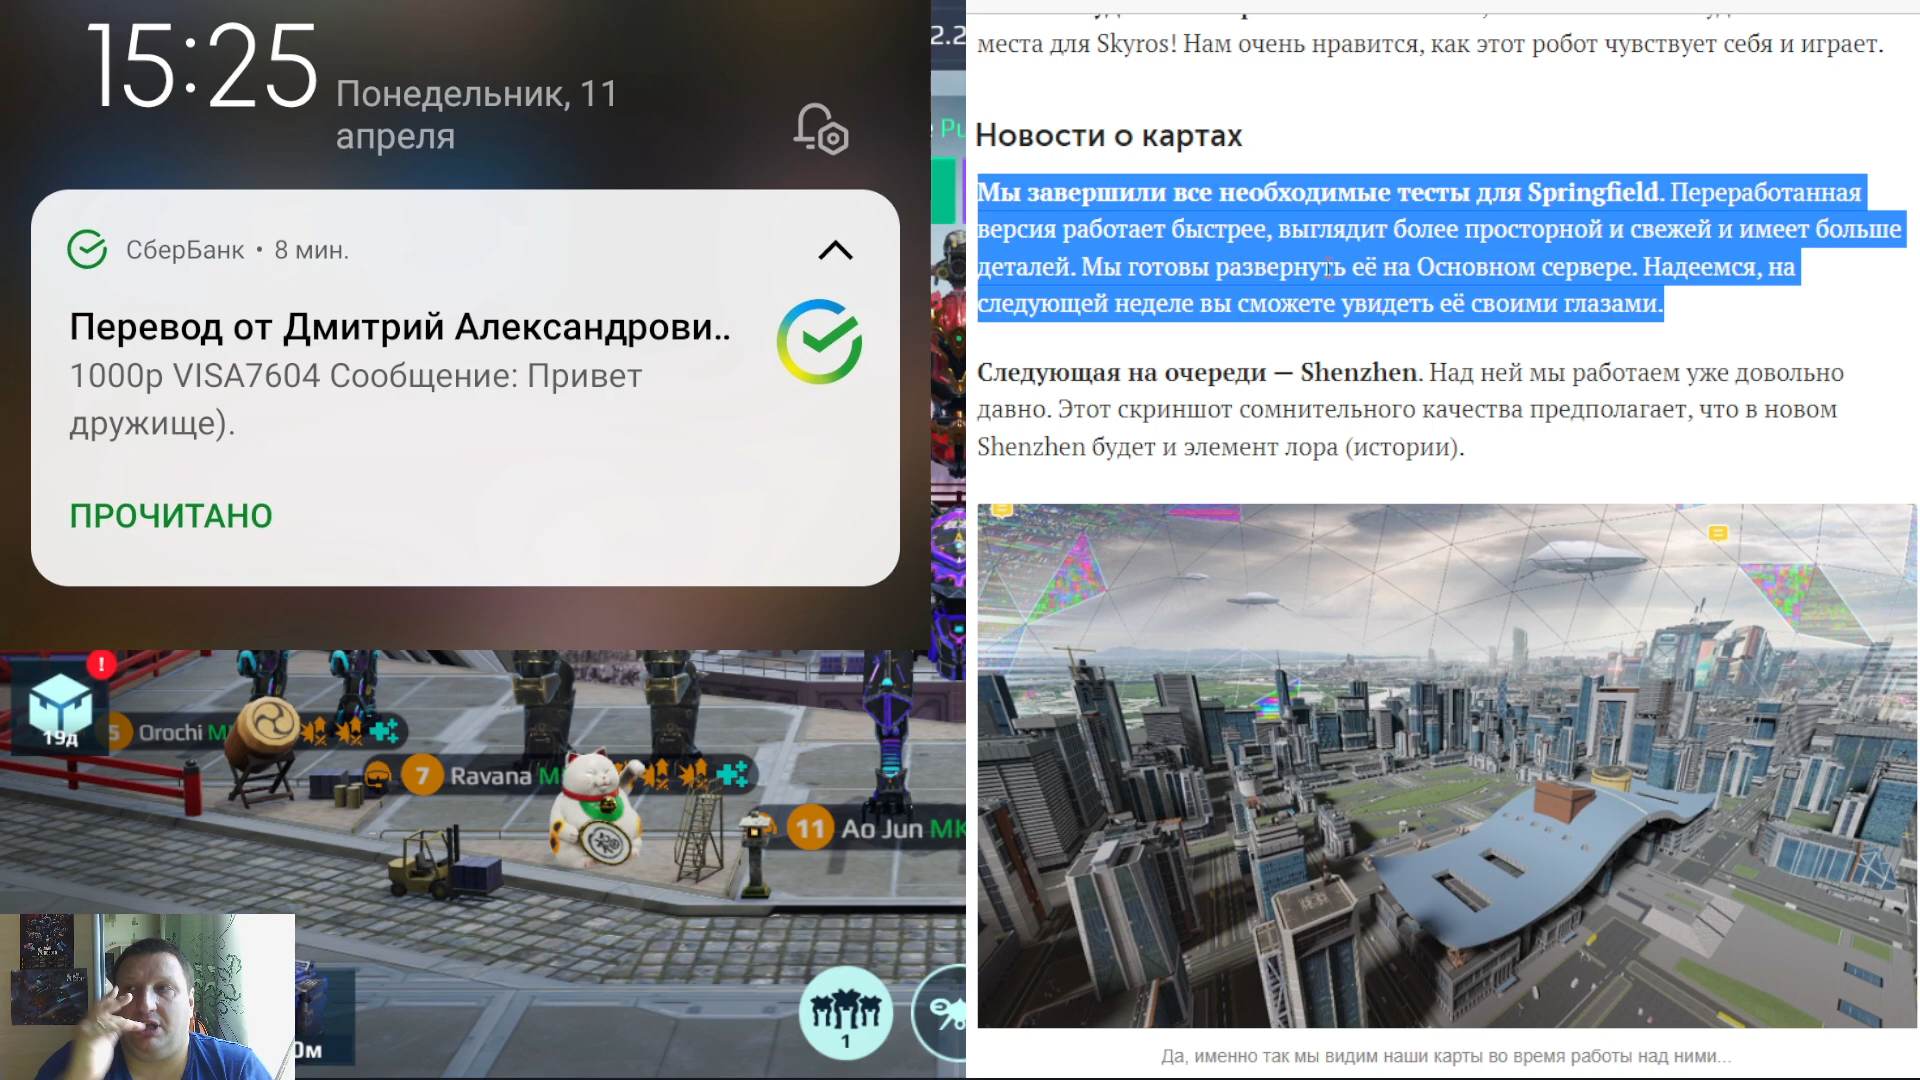 15:25
Понедельник, 11
апреля
СберБанк • 8 мин.
Перевод от Дмитрий Александрови..
1000р VISA7604 Сообщение: Привет
дружище).
ПРОЧИТАНО
19д
5 Orochi
7 Ravana
11 Ao Jun MK
1
2.2
места для Skyros! Нам очень нравится, как этот робот чувствует себя и играет.
Новости о картах
Мы завершили все необходимые тесты для Springfield. Переработанная
версия работает быстрее, выглядит более просторной и свежей и имеет больше
деталей. Мы готовы развернуть её на Основном сервере. Надеемся, на
следующей неделе вы сможете увидеть её своими глазами.
Следующая на очереди — Shenzhen. Над ней мы работаем уже довольно
давно. Этот скриншот сомнительного качества предполагает, что в новом
Shenzhen будет и элемент лора (истории).
Да, именно так мы видим наши карты во время работы над ними...